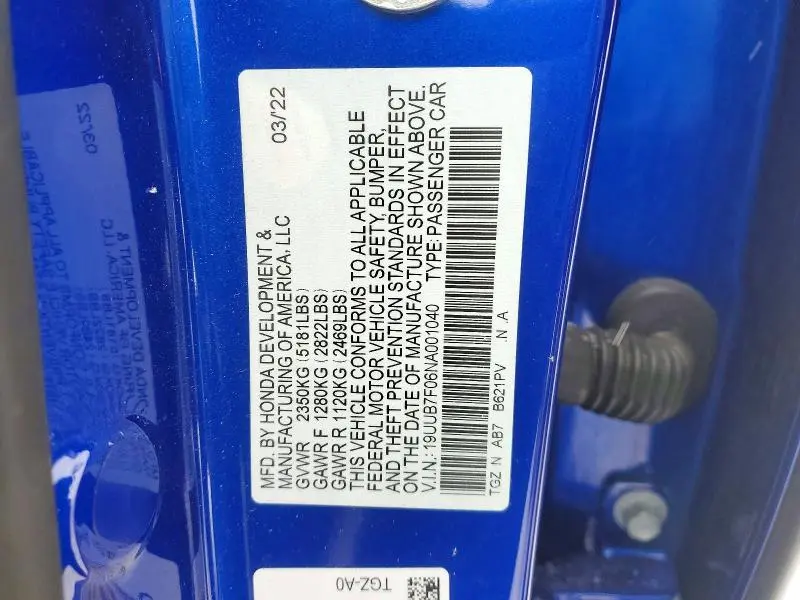 MFD. BY HONDA DEVELOPMENT & 03/'22
MANUFACTURING OF AMERICA, LLC
GVWR 2350KG (5181LBS)
GAWR F 1280KG (2822LBS)
GAWR R 1120KG (2469LBS)
THIS VEHICLE CONFORMS TO ALL APPLICABLE
FEDERAL MOTOR VEHICLE SAFETY, BUMPER,
AND THEFT PREVENTION STANDARDS IN EFFECT
ON THE DATE OF MANUFACTURE SHOWN ABOVE.
V.I.N.: 19UUB7F06NA001040 TYPE: PASSENGER CAR
TGZ N AB7 B621PV .N .A
TGZ-A0